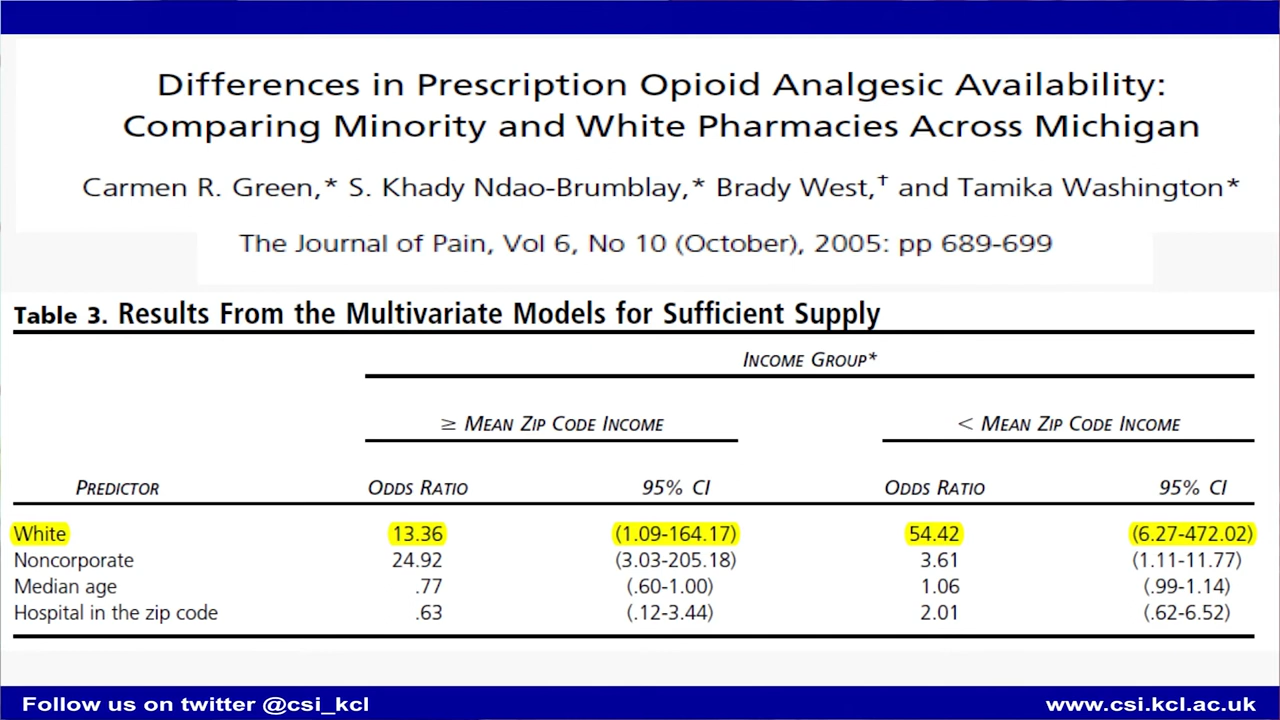 Differences in Prescription Opioid Analgesic Availability:
Comparing Minority and White Pharmacies Across Michigan
Carmen R. Green,* S. Khady Ndao-Brumblay,* Brady West,† and Tamika Washington*
The Journal of Pain, Vol 6, No 10 (October), 2005: pp 689-699
Table 3. Results From the Multivariate Models for Sufficient Supply
INCOME GROUP*
≥ MEAN ZIP CODE INCOME < MEAN ZIP CODE INCOME
PREDICTOR ODDS RATIO 95% CI ODDS RATIO 95% CI
White 13.36 (1.09-164.17) 54.42 (6.27-472.02)
Noncorporate 24.92 (3.03-205.18) 3.61 (1.11-11.77)
Median age .77 (.60-1.00) 1.06 (.99-1.14)
Hospital in the zip code .63 (.12-3.44) 2.01 (.62-6.52)
Follow us on twitter @csi_kcl www.csi.kcl.ac.uk